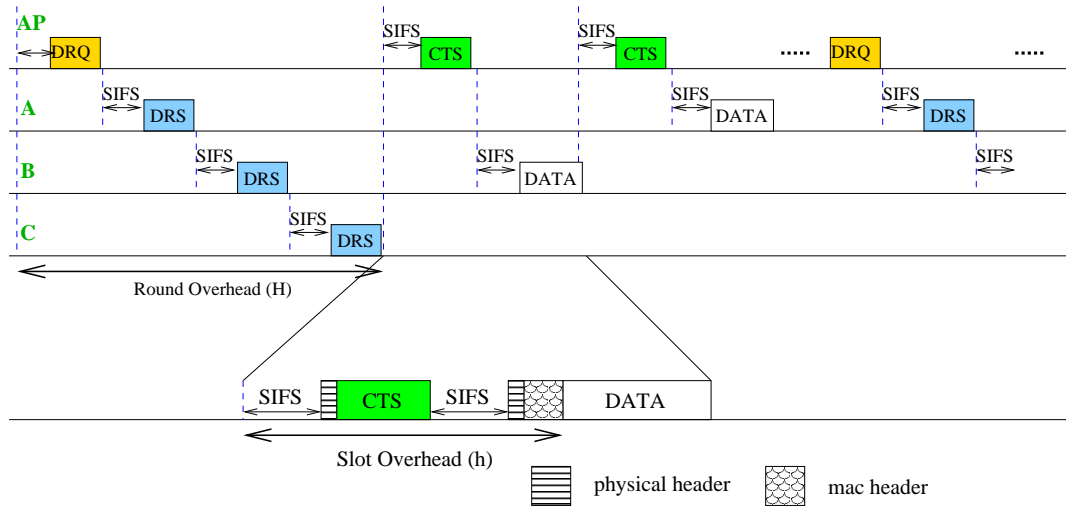 AP
SIFS
SIFS
DRQ
CTS
CTS
.....
DRQ
.....
SIFS
SIFS
SIFS
A
DRS
DATA
DRS
SIFS
SIFS
SIFS
B
DRS
DATA
SIFS
C
DRS
Round Overhead (H)
SIFS
CTS
SIFS
DATA
Slot Overhead (h)
physical header
mac header